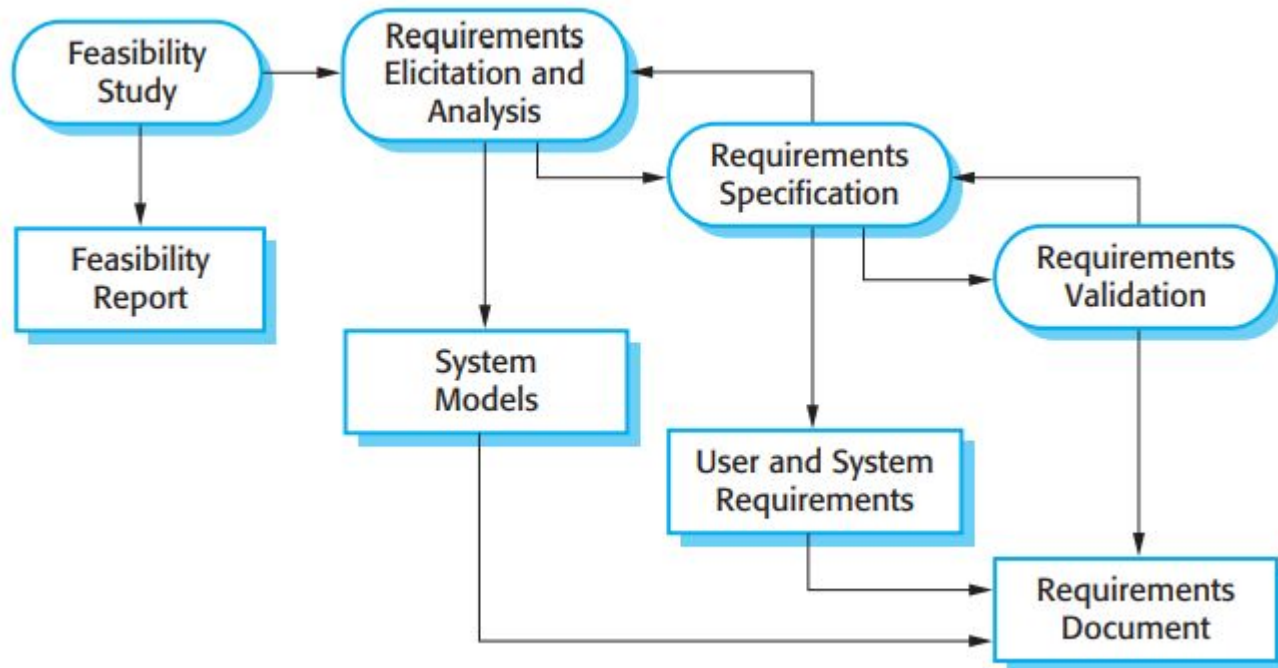 Feasibility
Study
Requirements
Elicitation and
Analysis
Requirements
Specification
Requirements
Validation
Feasibility
Report
System
Models
User and System
Requirements
Requirements
Document